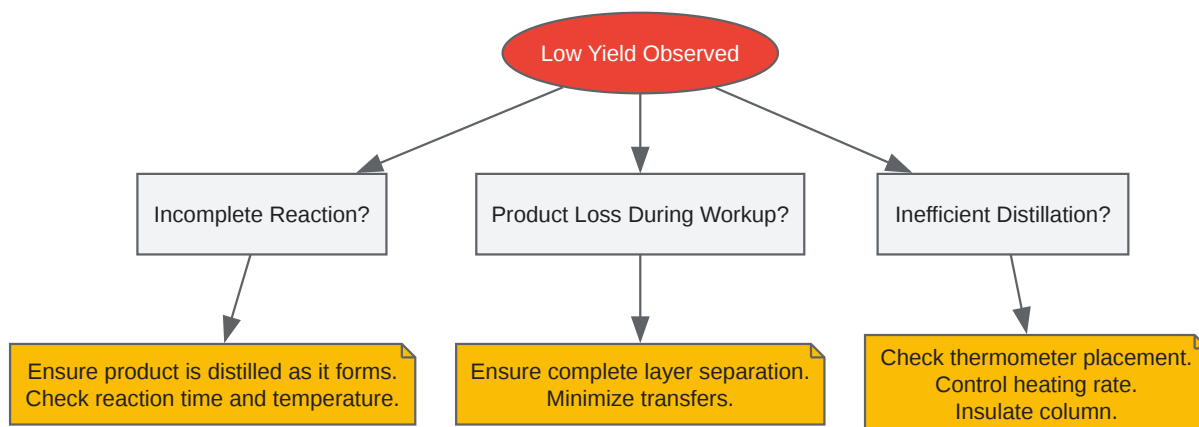 Low Yield Observed
Incomplete Reaction?
Product Loss During Workup?
Inefficient Distillation?
Ensure product is distilled as it forms.
Check reaction time and temperature.
Ensure complete layer separation.
Minimize transfers.
Check thermometer placement.
Control heating rate.
Insulate column.